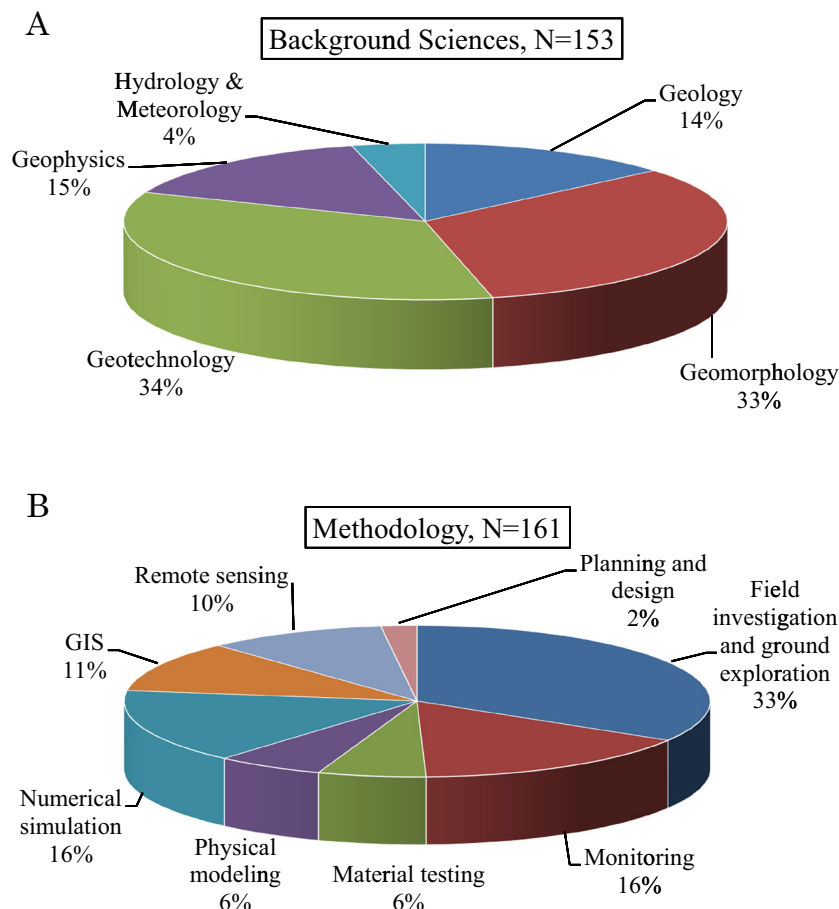 A
Background Sciences, N=153
Hydrology &
Meteorology
4%
Geology
14%
Geophysics
15%
Geotechnology
34%
Geomorphology
33%
B
Methodology, N=161
Remote sensing
10%
Planning and
design
2%
Field
investigation
and ground
exploration
33%
GIS
11%
Numerical
simulation
16%
Physical
modeling
6%
Material testing
6%
Monitoring
16%